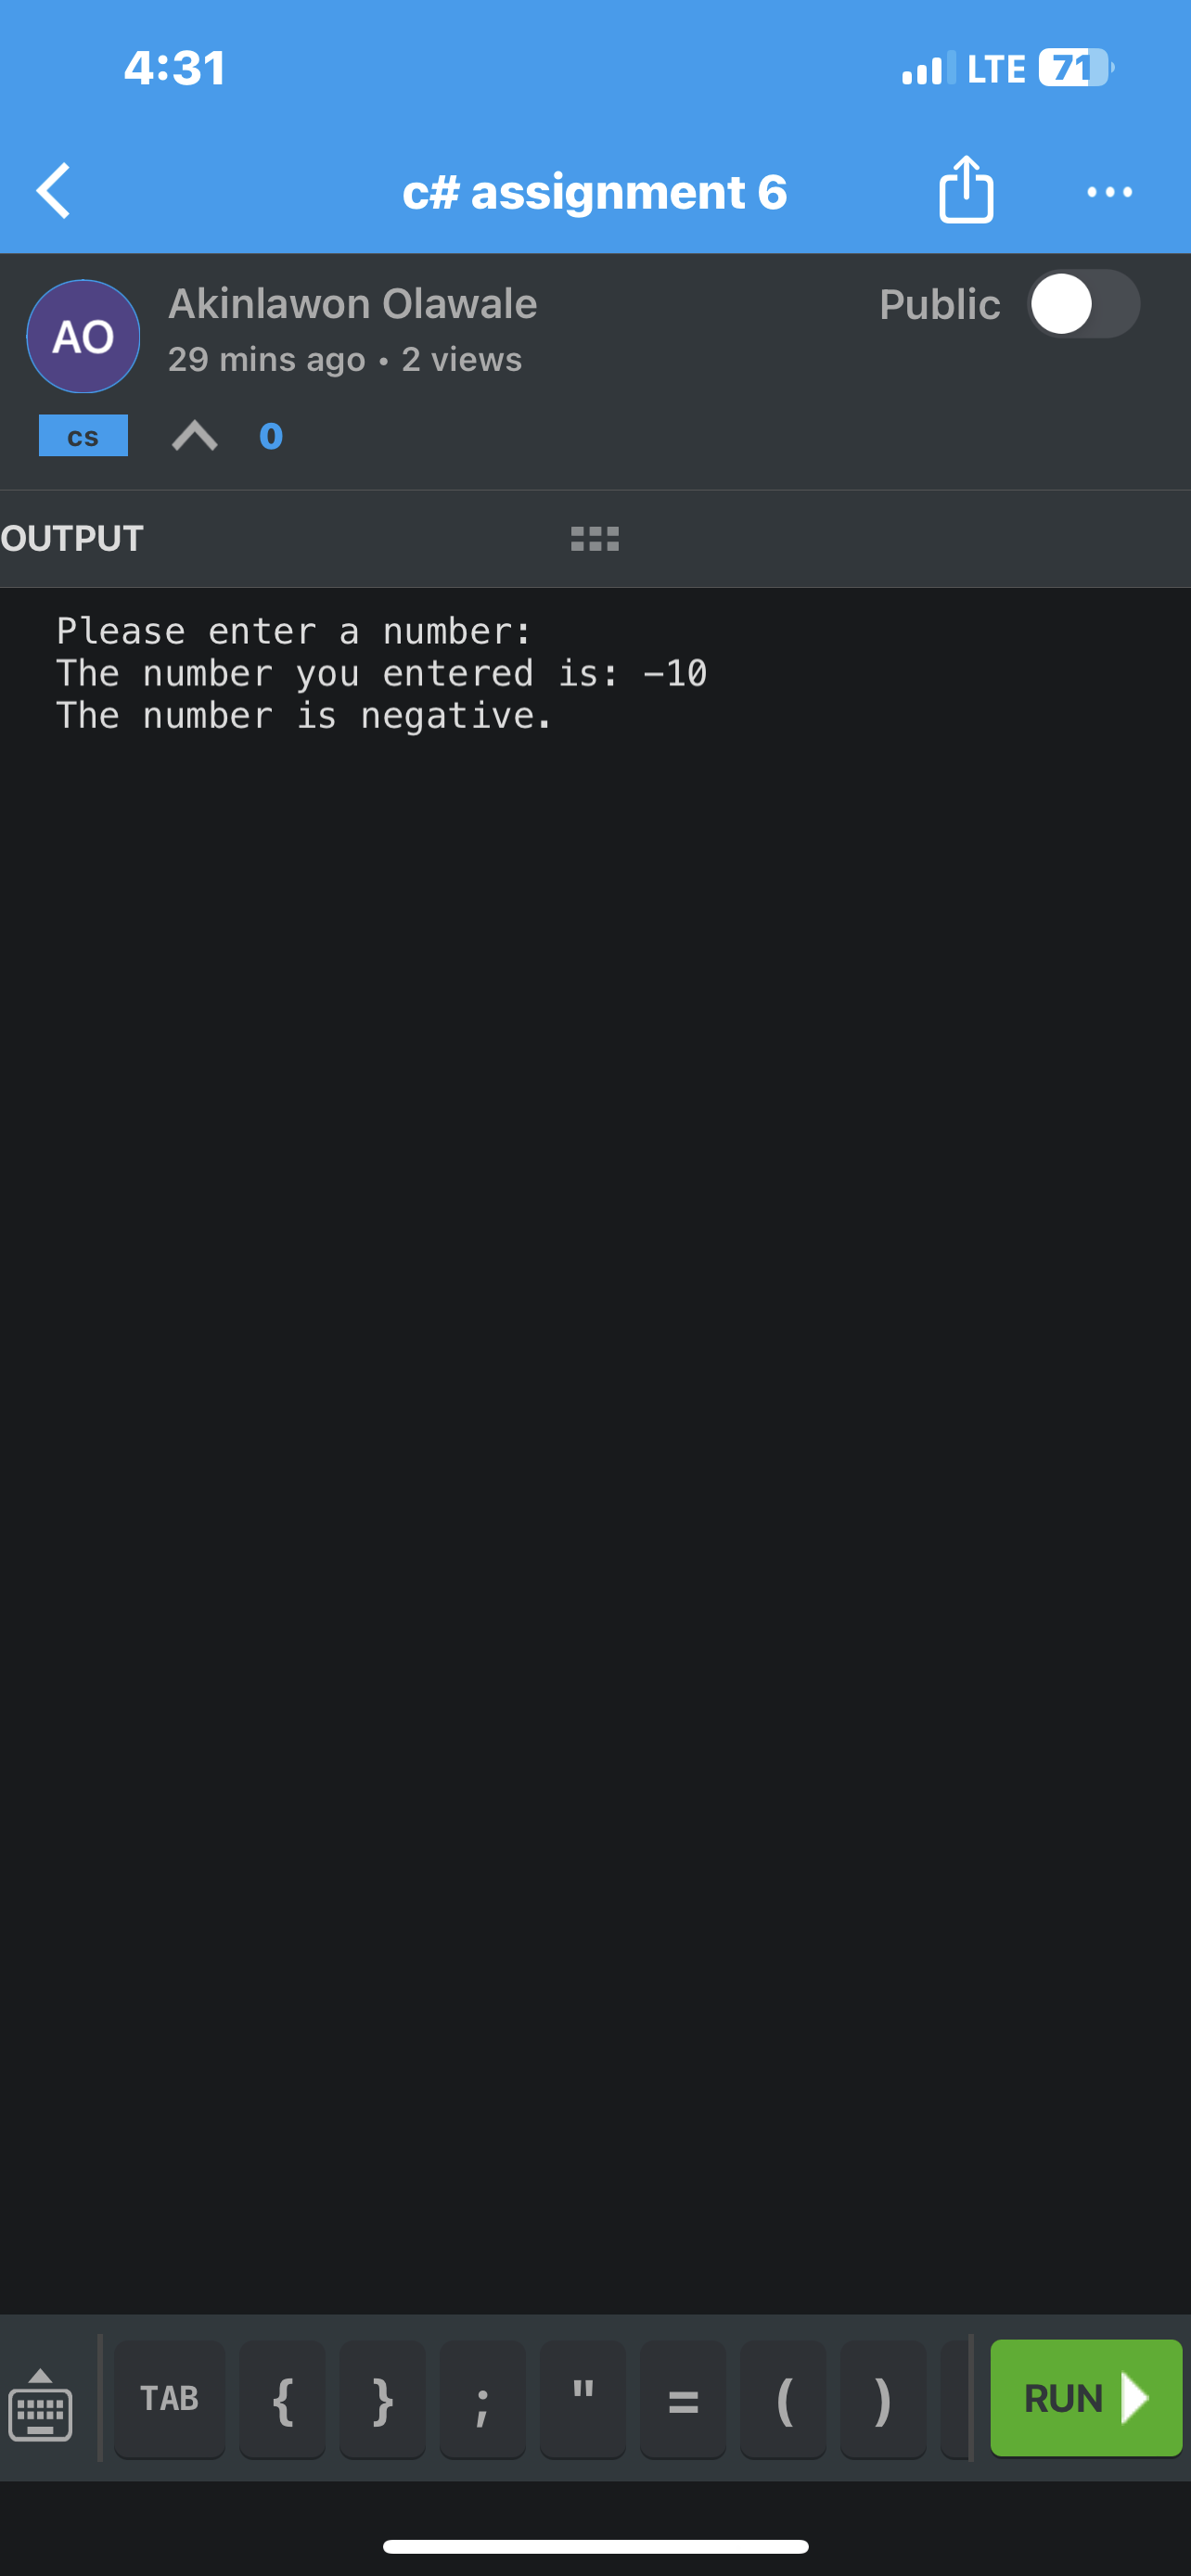 4:31 LTE 71
c# assignment 6
AO Akinlawon Olawale Public
29 mins ago • 2 views
cs 0
OUTPUT
Please enter a number:
The number you entered is: -10
The number is negative.
TAB { } ; " = ( ) RUN